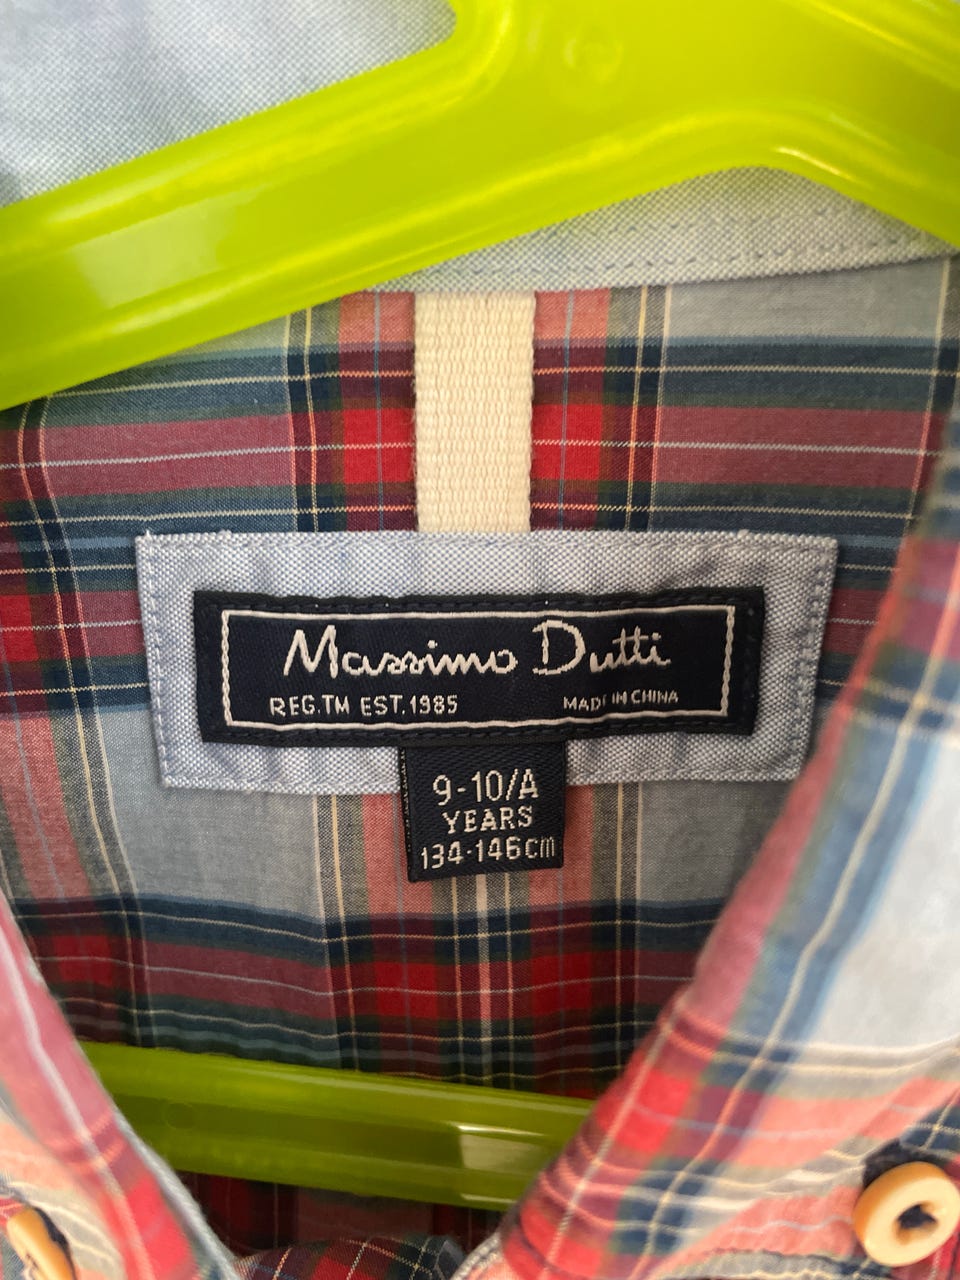 Massimo Dutti
REG.TM EST.1985 MADE IN CHINA
9-10/A
YEARS
134-146cm